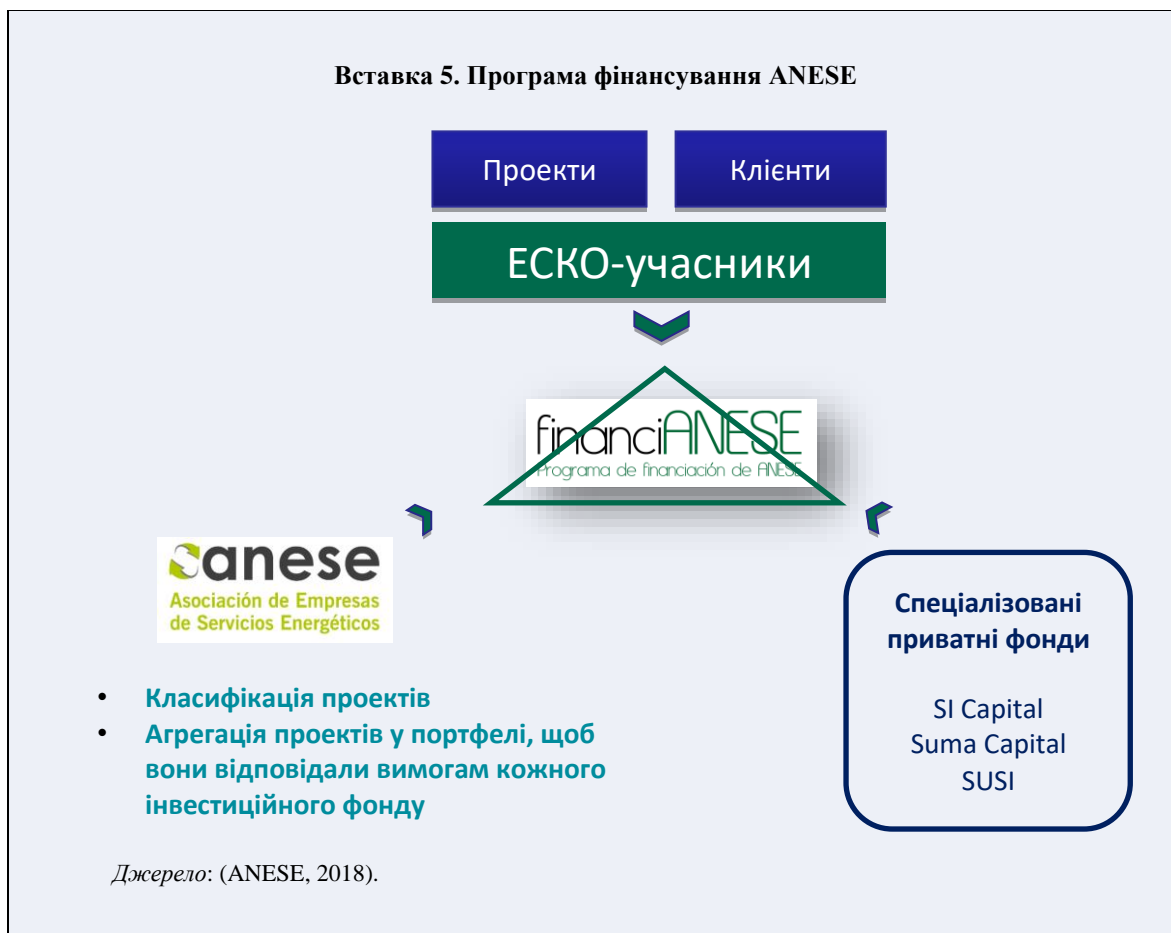 Вставка 5. Програма фінансування ANESE
Проекти
Клієнти
ЕСКО-учасники
financiANESE
Programa de financiación de ANESE
anese
Asociación de Empresas
de Servicios Energéticos
• Класифікація проектів
• Агрегація проектів у портфелі, щоб
вони відповідали вимогам кожного
інвестиційного фонду
Спеціалізовані
приватні фонди
SI Capital
Suma Capital
SUSI
Джерело: (ANESE, 2018).